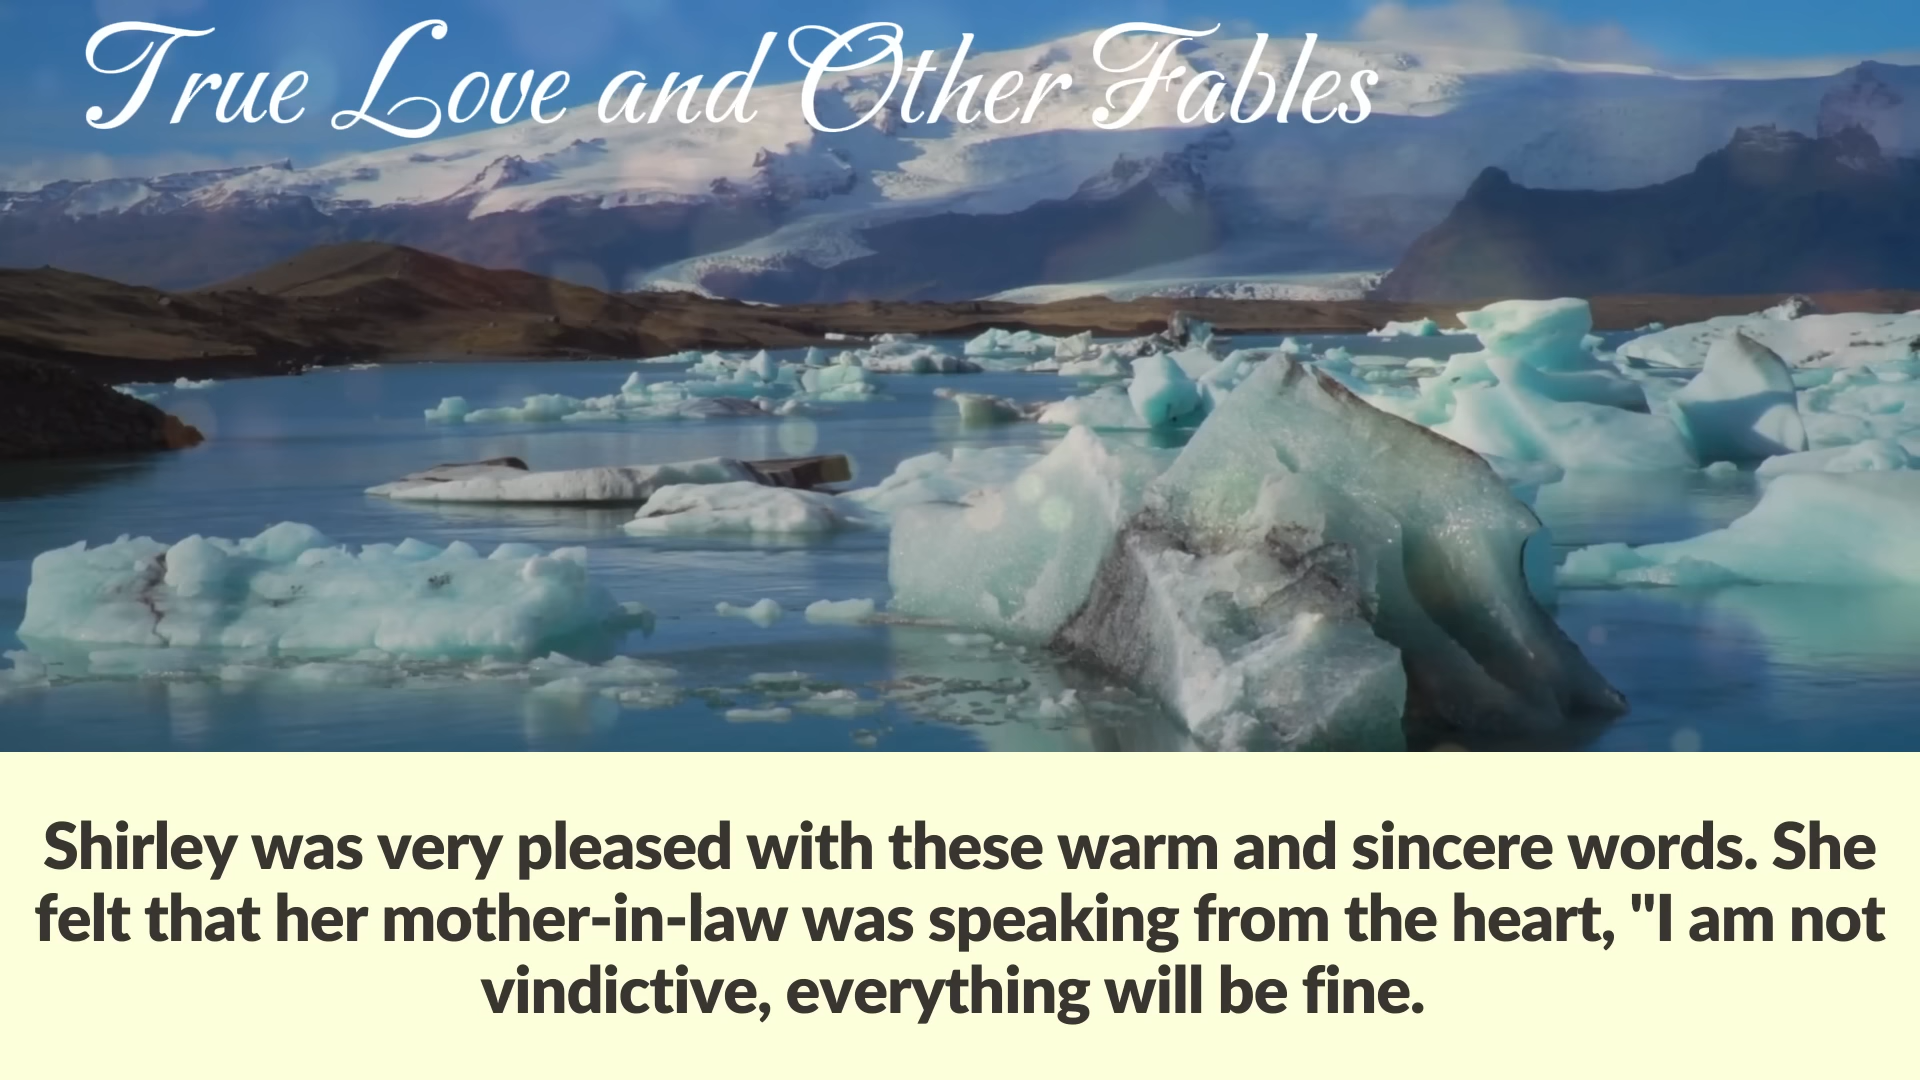 True Love and Other Fables
Shirley was very pleased with these warm and sincere words. She
felt that her mother-in-law was speaking from the heart, "I am not
vindictive, everything will be fine.